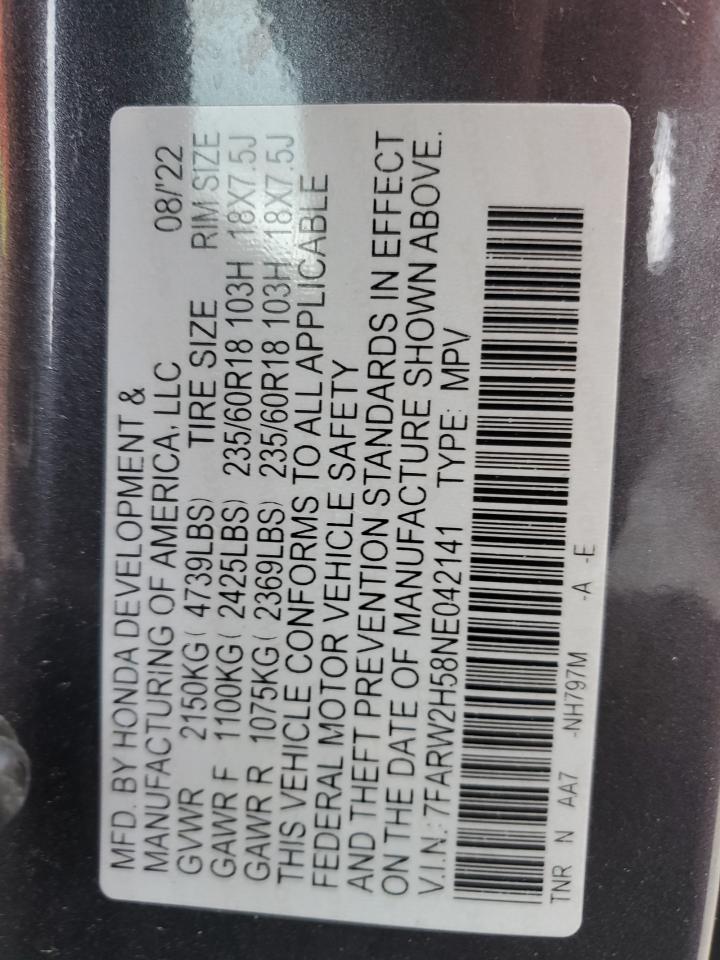 MFD. BY HONDA DEVELOPMENT &
MANUFACTURING OF AMERICA, LLC 08/'22
GVWR 2150KG( 4739LBS) TIRE SIZE RIM SIZE
GAWR F 1100KG( 2425LBS) 235/60R18 103H 18X7.5J
GAWR R 1075KG( 2369LBS) 235/60R18 103H 18X7.5J
THIS VEHICLE CONFORMS TO ALL APPLICABLE
FEDERAL MOTOR VEHICLE SAFETY
AND THEFT PREVENTION STANDARDS IN EFFECT
ON THE DATE OF MANUFACTURE SHOWN ABOVE.
V.I.N.: 7FARW2H58NE042141 TYPE: MPV
TNR N AA7 -NH797M -A -E